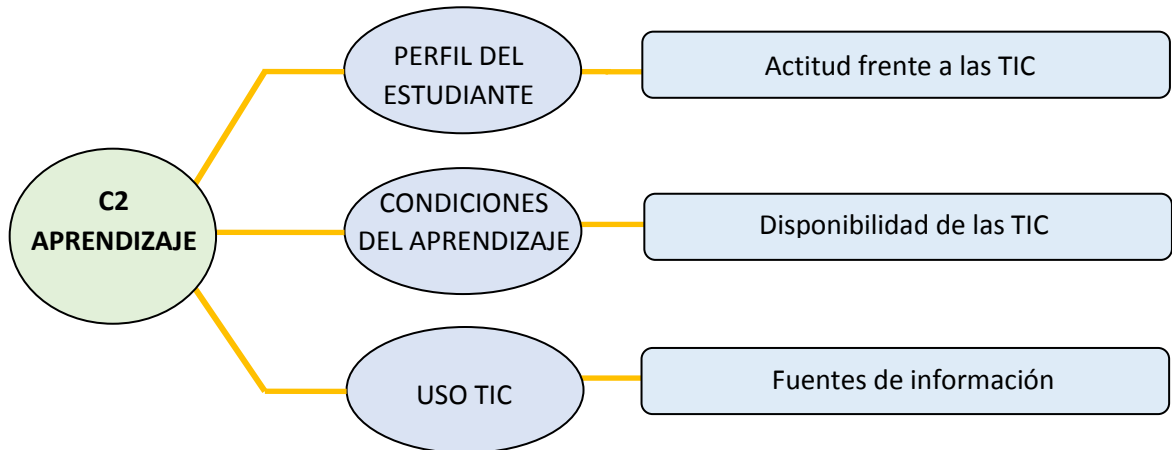 PERFIL DEL
ESTUDIANTE
Actitud frente a las TIC
C2
APRENDIZAJE
CONDICIONES
DEL APRENDIZAJE
Disponibilidad de las TIC
USO TIC
Fuentes de información